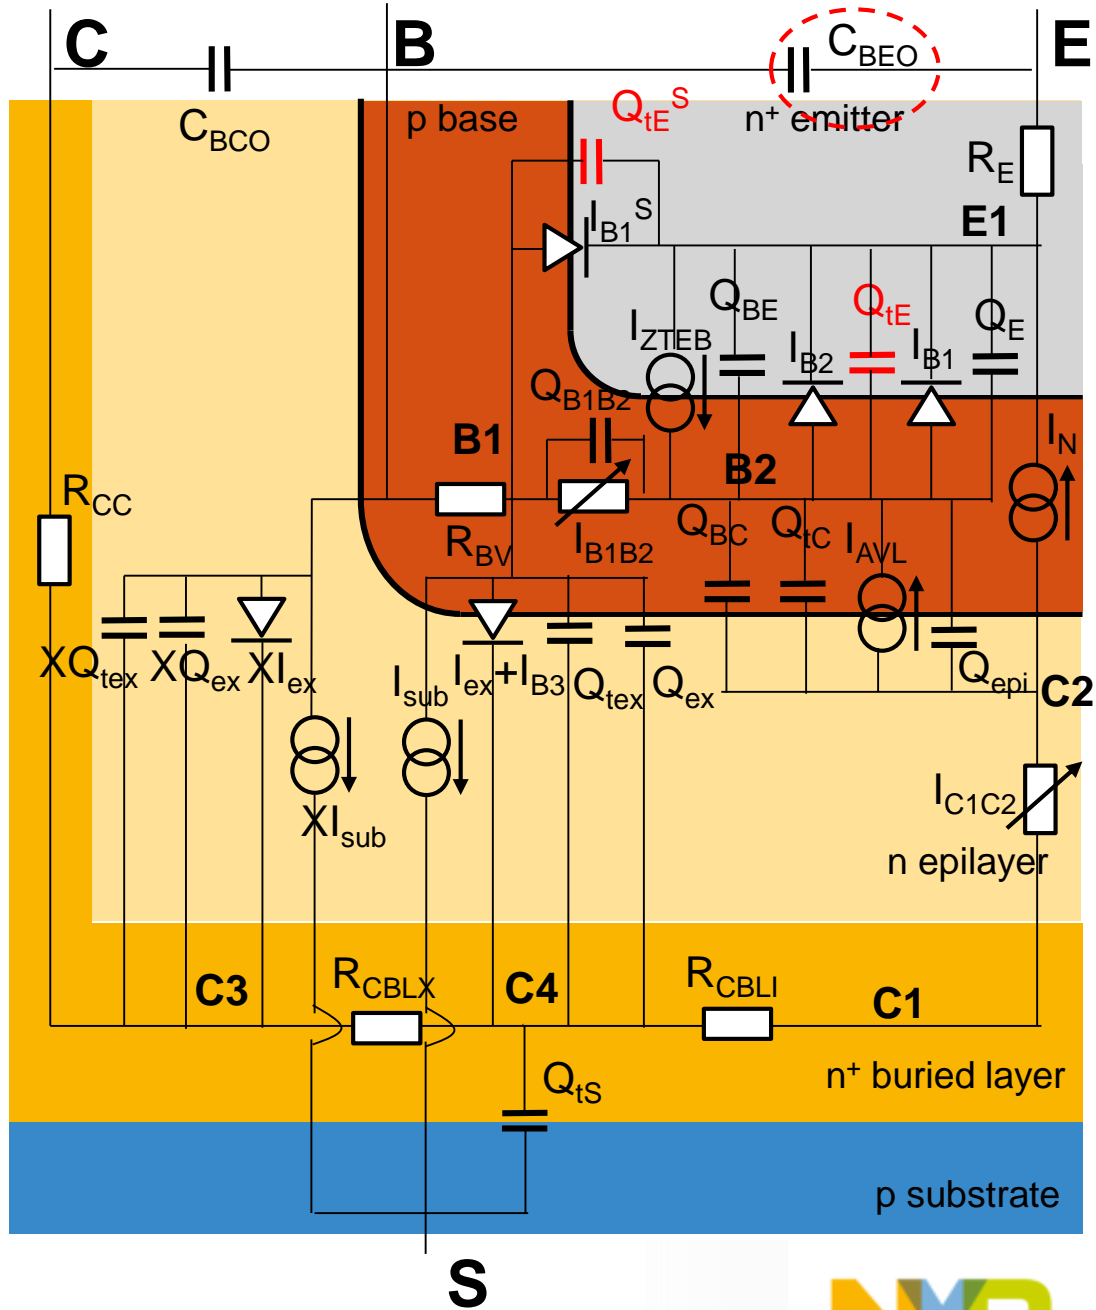 C
B
E
C_BEO
C_BCO
p base
Q_tE^S
n⁺ emitter
R_E
I_B1^S
E1
Q_BE
Q_tE
Q_E
I_ZTEB
I_B2
I_B1
Q_B1B2
I_N
B1
B2
R_CC
R_BV
I_B1B2
Q_BC
Q_tC
I_AVL
XQ_tex
XQ_ex
XI_ex
I_sub
I_ex+I_B3
Q_tex
Q_ex
Q_epi
C2
XI_sub
I_C1C2
n epilayer
C3
R_CBLX
C4
R_CBLI
C1
Q_tS
n⁺ buried layer
p substrate
S